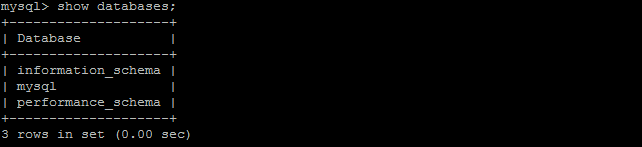 mysql> show databases;
+--------------------+
| Database           |
+--------------------+
| information_schema |
| mysql              |
| performance_schema |
+--------------------+
3 rows in set (0.00 sec)